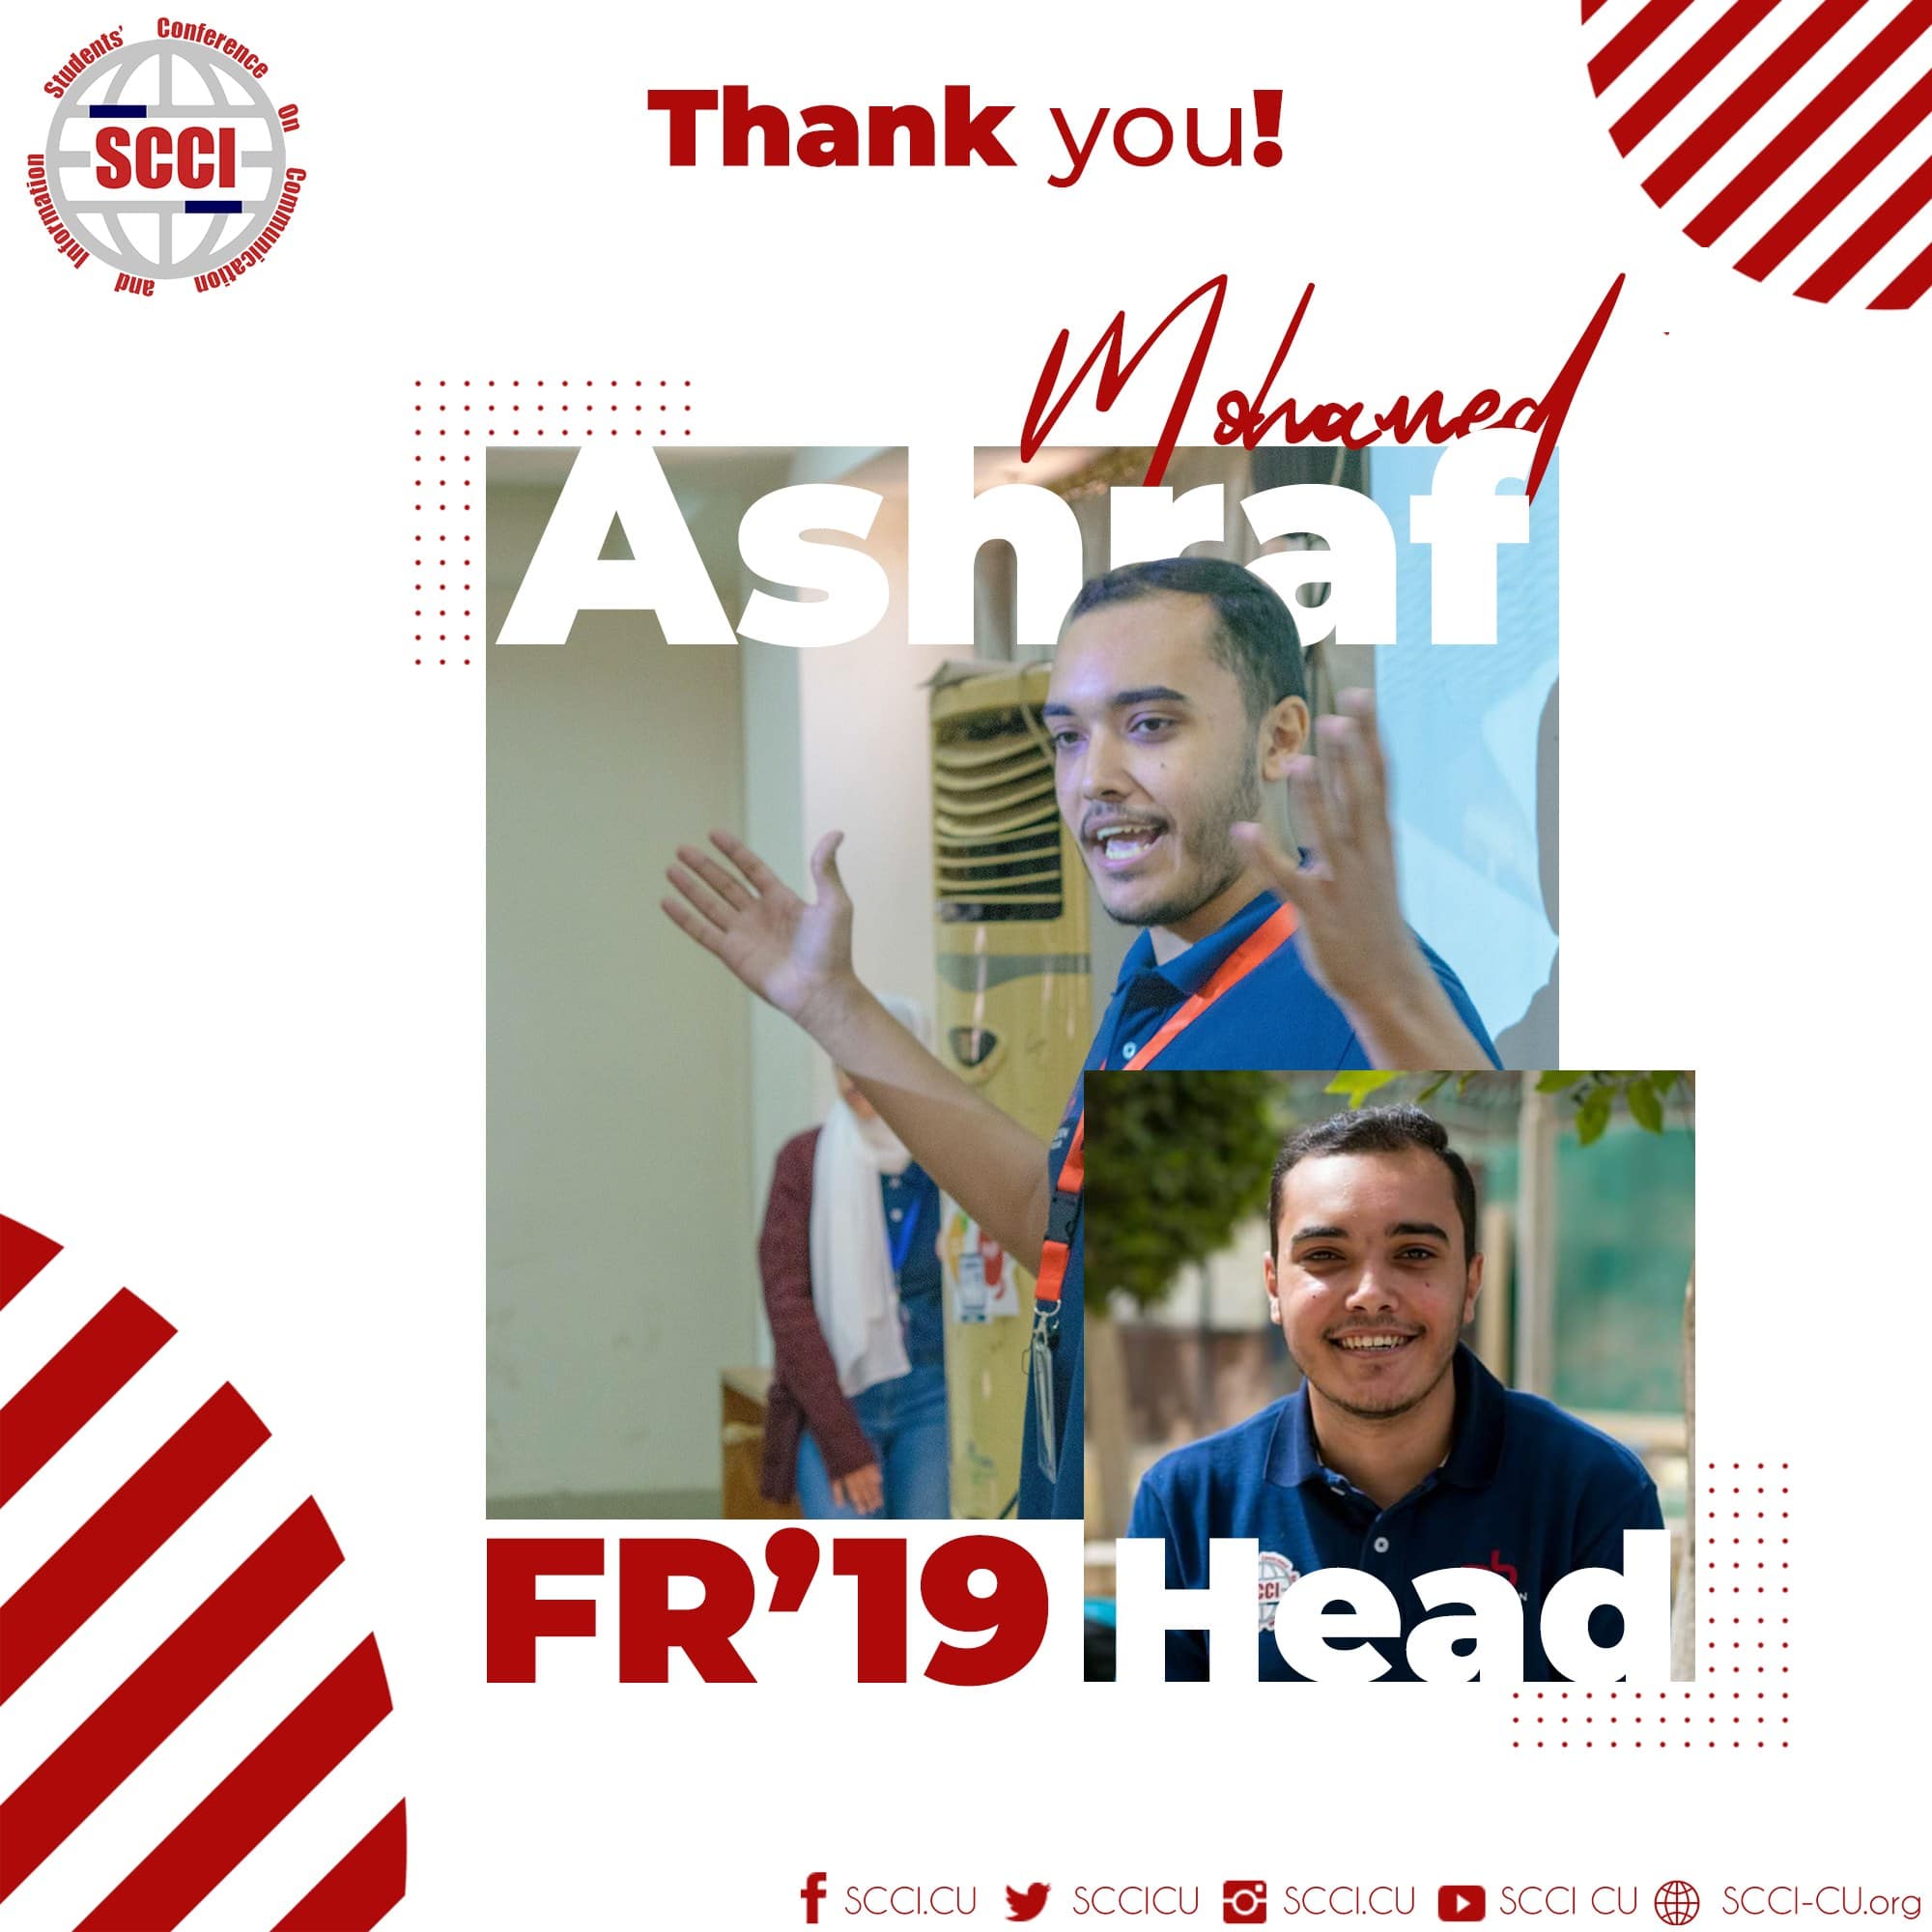 Students' Conference On Communication and Information
SCCI
Thank you!
Mohamed
Ashraf
FR'19 Head
SCCI.CU SCCICU SCCI.CU SCCI CU SCCI-CU.org